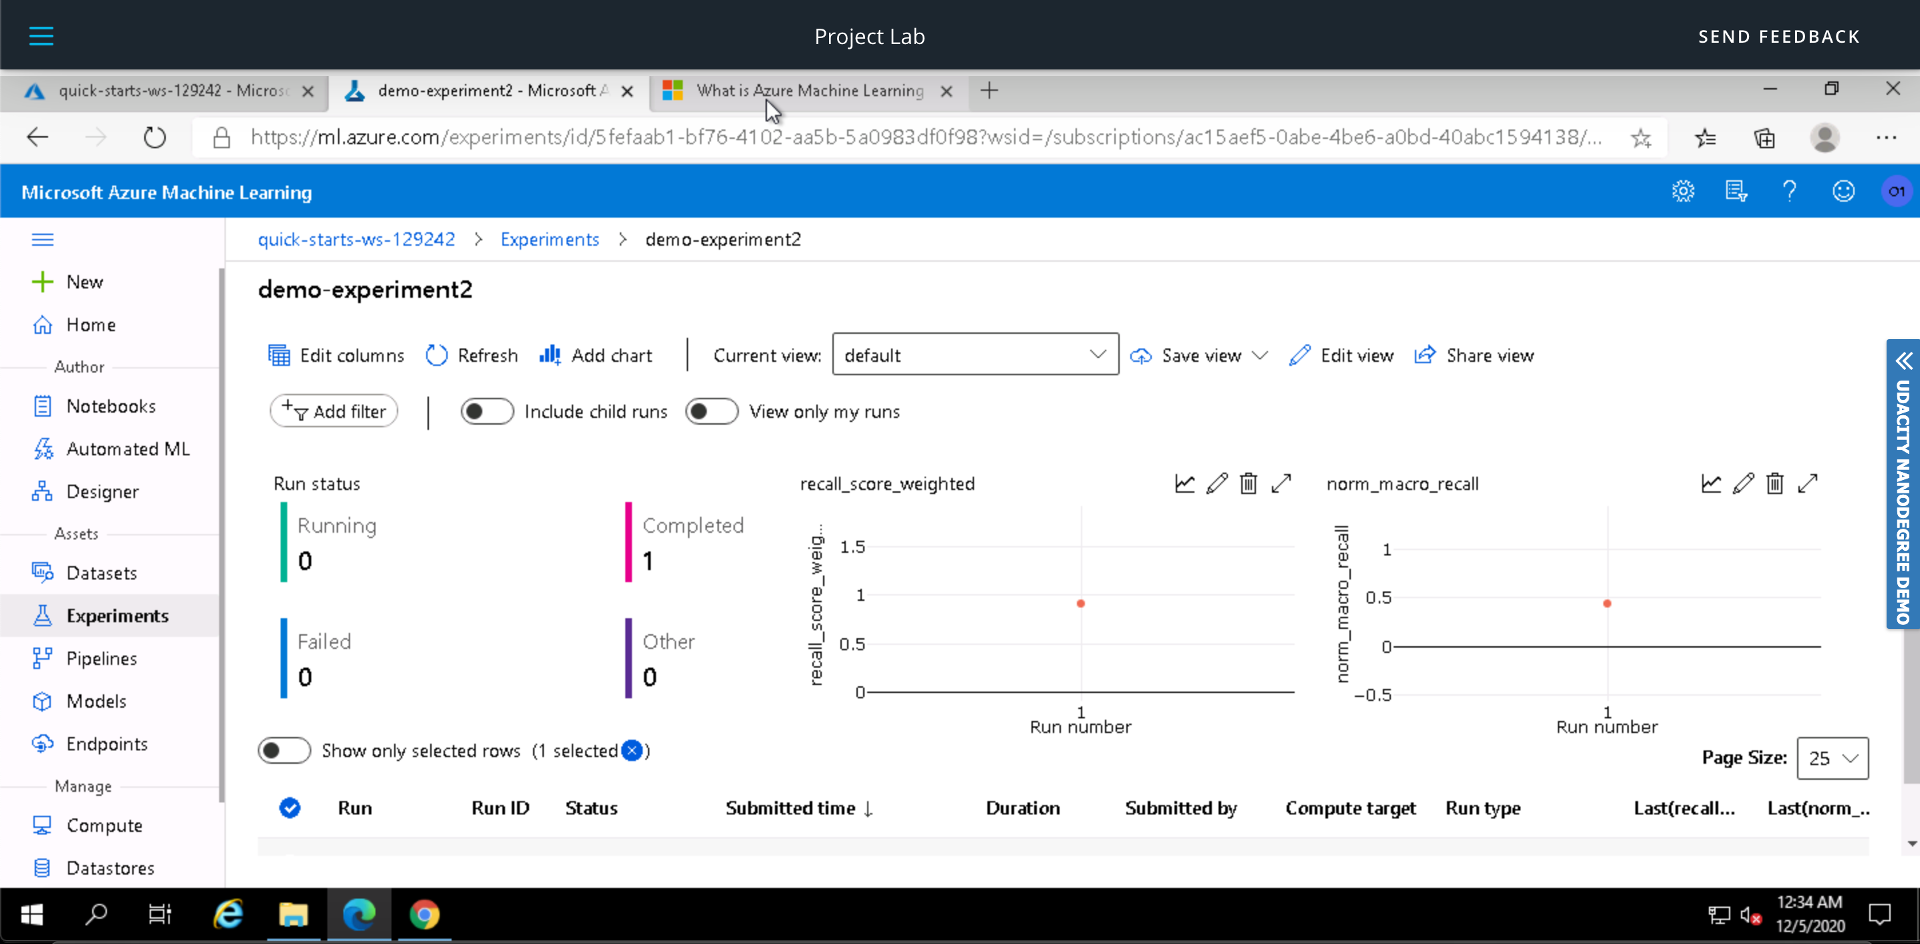 Project Lab
SEND FEEDBACK
quick-starts-ws-129242 - Micros
demo-experiment2 - Microsoft A
What is Azure Machine Learning
https://ml.azure.com/experiments/id/5fefaab1-bf76-4102-aa5b-5a0983df0f98?wsid=/subscriptions/ac15aef5-0abe-4be6-a0bd-40abc1594138/...
Microsoft Azure Machine Learning
01
quick-starts-ws-129242 > Experiments > demo-experiment2
New
Home
Author
Notebooks
Automated ML
Designer
Assets
Datasets
Experiments
Pipelines
Models
Endpoints
Manage
Compute
Datastores
demo-experiment2
Edit columns
Refresh
Add chart
Current view:
default
Save view
Edit view
Share view
Add filter
Include child runs
View only my runs
Run status
Running
0
Completed
1
Failed
0
Other
0
recall_score_weighted
recall_score_weig...
1.5
1
0.5
0
1
Run number
norm_macro_recall
norm_macro_recall
1
0.5
0
−0.5
1
Run number
Show only selected rows (1 selected )
Page Size: 25
Run Run ID Status Submitted time ↓ Duration Submitted by Compute target Run type Last(recall... Last(norm_...
UDACITY NANODEGREE DEMO
12:34 AM
12/5/2020